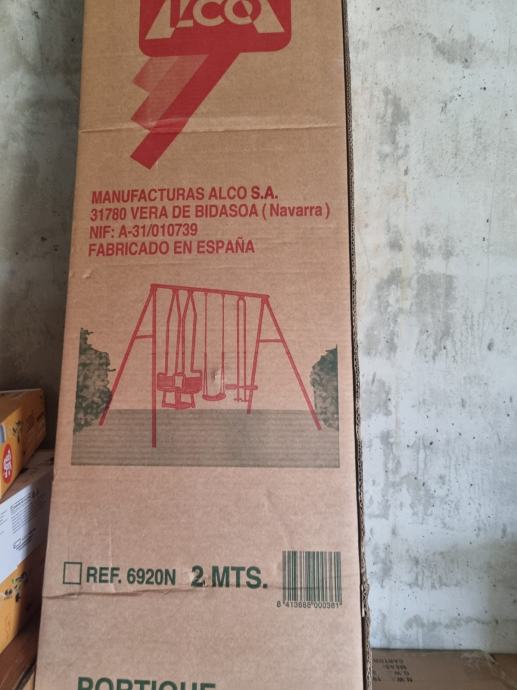 ALCO
MANUFACTURAS ALCO S.A.
31780 VERA DE BIDASOA ( Navarra )
NIF: A-31/010739
FABRICADO EN ESPAÑA
REF. 6920N 2 MTS.
8 413688 000361
PORTIQUE